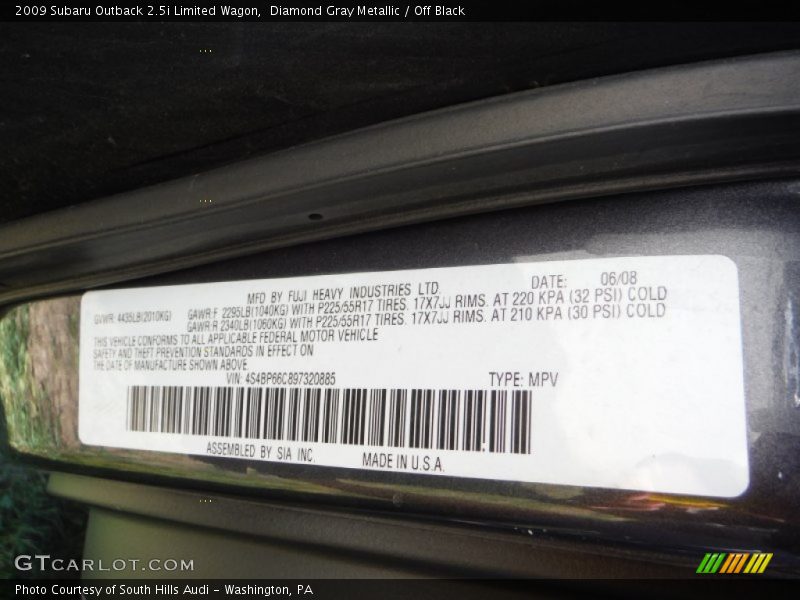 2009 Subaru Outback 2.5i Limited Wagon,  Diamond Gray Metallic / Off Black
MFD BY FUJI HEAVY INDUSTRIES LTD. DATE: 06/08
GVWR: 4435LB(2010KG) GAWR:F 2295LB(1040KG) WITH P225/55R17 TIRES. 17X7JJ RIMS. AT 220 KPA (32 PSI) COLD
GAWR:R 2340LB(1060KG) WITH P225/55R17 TIRES. 17X7JJ RIMS. AT 210 KPA (30 PSI) COLD
THIS VEHICLE CONFORMS TO ALL APPLICABLE FEDERAL MOTOR VEHICLE
SAFETY AND THEFT PREVENTION STANDARDS IN EFFECT ON
THE DATE OF MANUFACTURE SHOWN ABOVE.
VIN: 4S4BP66C897320885 TYPE: MPV
ASSEMBLED BY SIA INC. MADE IN U.S.A.
GTCARLOT.COM
Photo Courtesy of South Hills Audi - Washington, PA